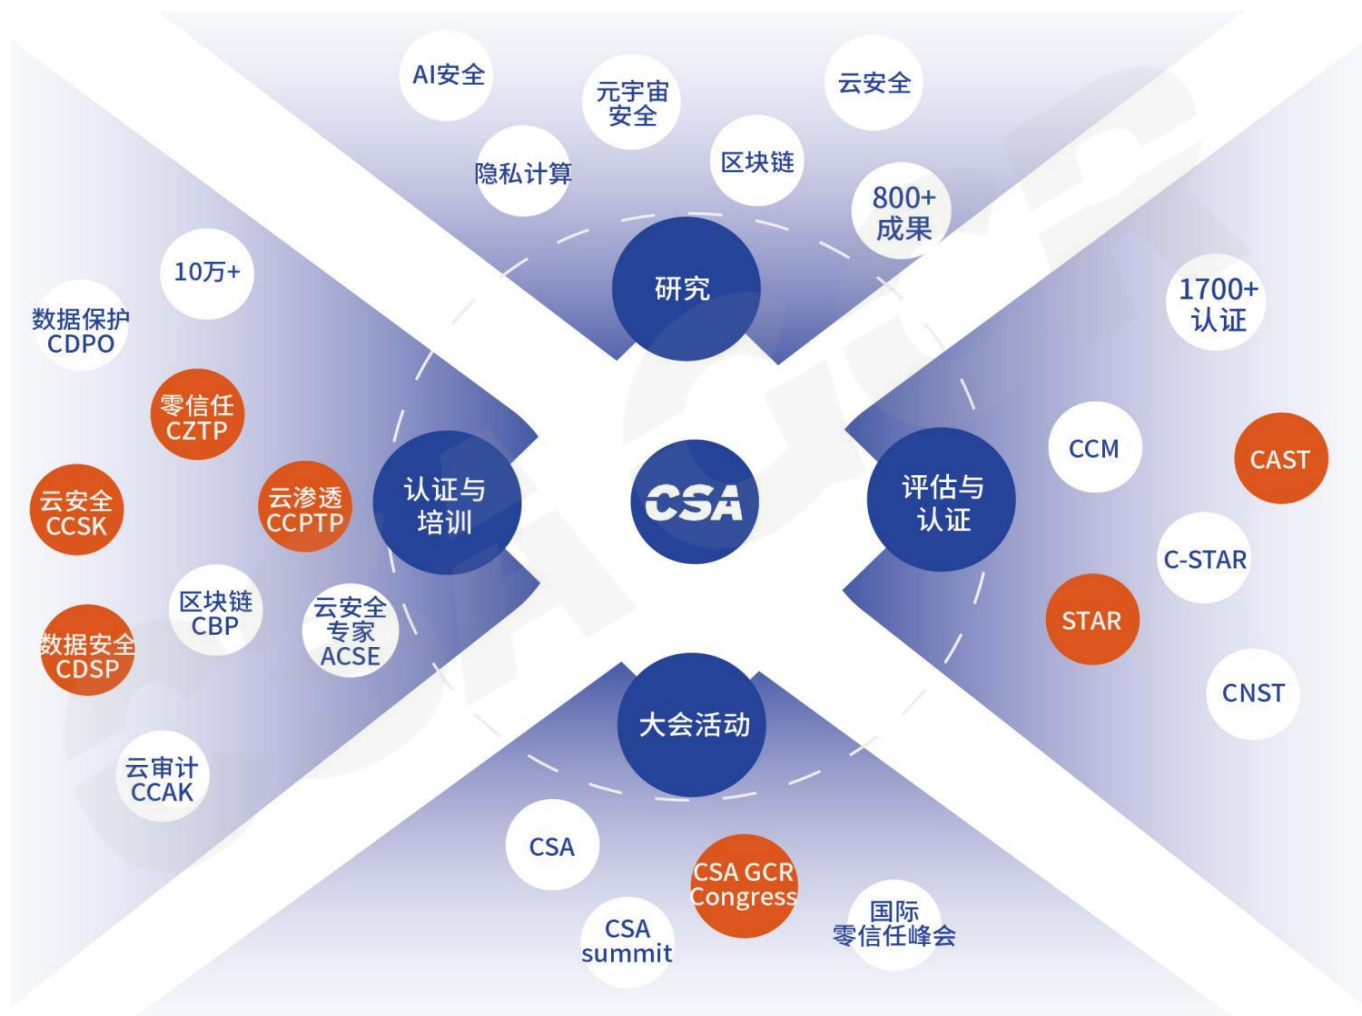 AI安全
元宇宙
安全
云安全
隐私计算
区块链
800+
成果
研究
10万+
数据保护
CDPO
零信任
CZTP
云安全
CCSK
云渗透
CCPTP
认证与
培训
区块链
CBP
云安全
专家
ACSE
数据安全
CDSP
云审计
CCAK
CSA
评估与
认证
1700+
认证
CCM
CAST
C-STAR
STAR
CNST
大会活动
CSA
CSA GCR
Congress
CSA
summit
国际
零信任峰会
CSA GCR